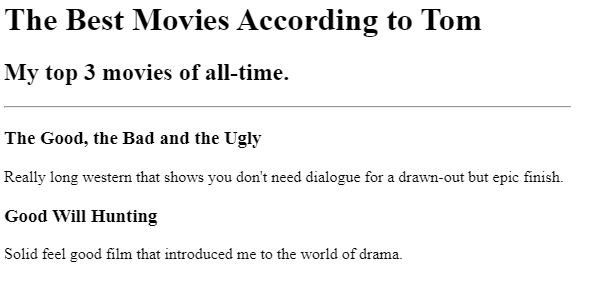 The Best Movies According to Tom
My top 3 movies of all-time.
The Good, the Bad and the Ugly
Really long western that shows you don't need dialogue for a drawn-out but epic finish.
Good Will Hunting
Solid feel good film that introduced me to the world of drama.